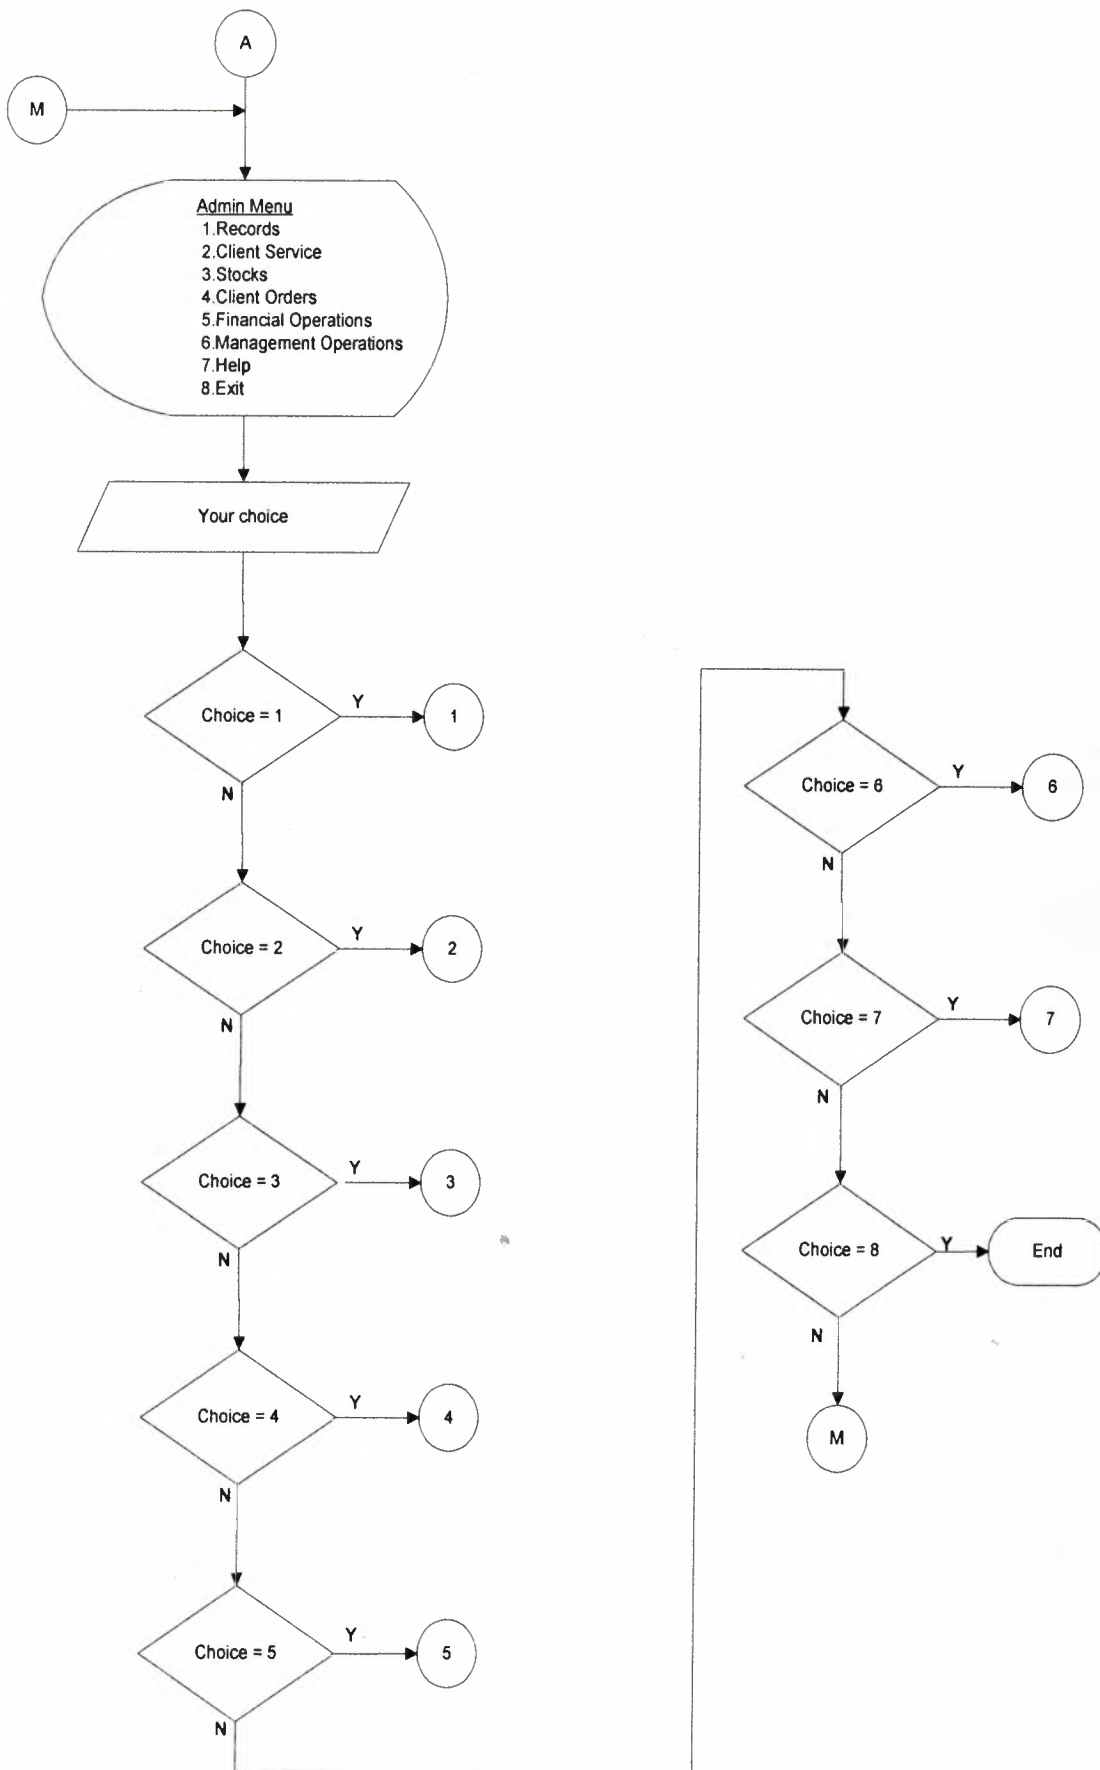 A
M
Admin Menu
1.Records
2.Client Service
3.Stocks
4.Client Orders
5.Financial Operations
6.Management Operations
7.Help
8.Exit
Your choice
Choice = 1
Y
1
N
Choice = 2
Y
2
N
Choice = 3
Y
3
N
Choice = 4
Y
4
N
Choice = 5
Y
5
N
Choice = 6
Y
6
N
Choice = 7
Y
7
N
Choice = 8
Y
End
N
M